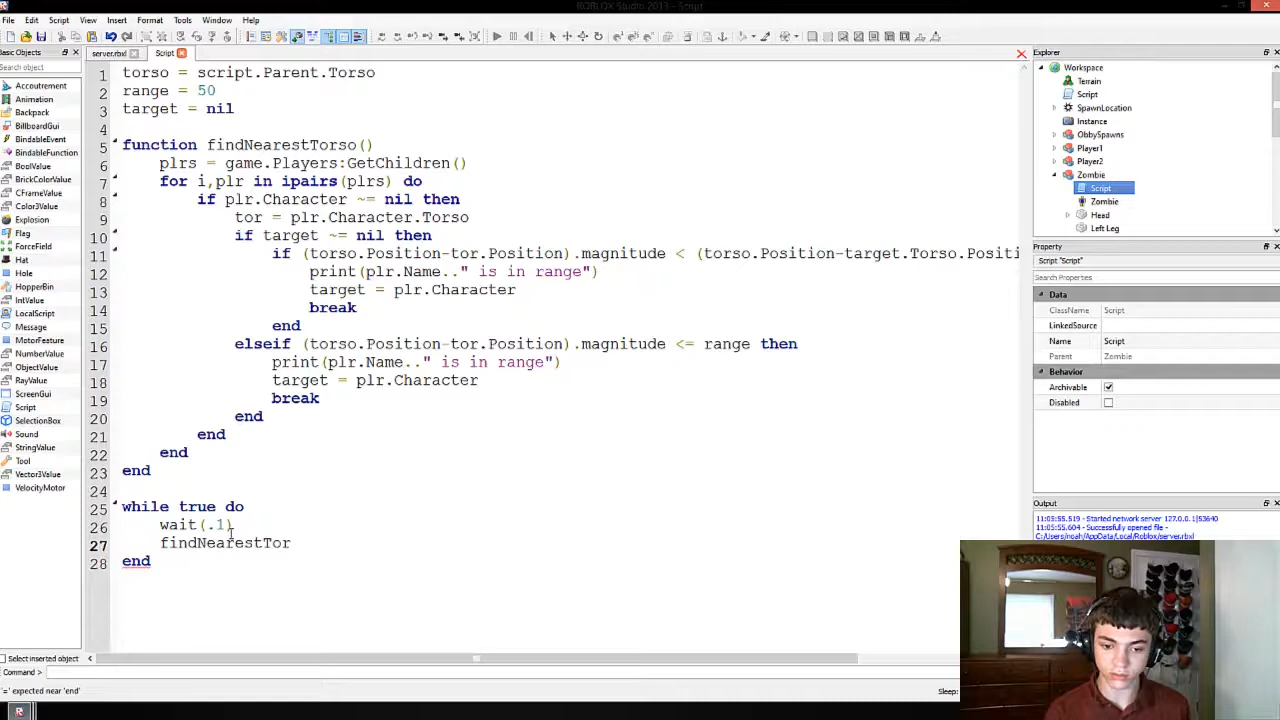 ROBLOX Studio 2013 - Script
File Edit Script View Insert Format Tools Window Help
Basic Objects
Search object
Accoutrement
Animation
Backpack
BillboardGui
BindableEvent
BindableFunction
BoolValue
BrickColorValue
CFrameValue
Color3Value
Explosion
Flag
ForceField
Hat
Hole
HopperBin
IntValue
LocalScript
Message
MotorFeature
NumberValue
ObjectValue
RayValue
ScreenGui
Script
SelectionBox
Sound
StringValue
Tool
Vector3Value
VelocityMotor
Select inserted object
server.rbxl Script
1 torso = script.Parent.Torso
2 range = 50
3 target = nil
4
5 function findNearestTorso()
6 plrs = game.Players:GetChildren()
7 for i,plr in ipairs(plrs) do
8 if plr.Character ~= nil then
9 tor = plr.Character.Torso
10 if target ~= nil then
11 if (torso.Position-tor.Position).magnitude < (torso.Position-target.Torso.Positi
12 print(plr.Name.." is in range")
13 target = plr.Character
14 break
15 end
16 elseif (torso.Position-tor.Position).magnitude <= range then
17 print(plr.Name.." is in range")
18 target = plr.Character
19 break
20 end
21 end
22 end
23 end
24
25 while true do
26 wait(.1)
27 findNearestTor
28 end
Explorer
Workspace
Terrain
Script
SpawnLocation
Instance
ObbySpawns
Player1
Player2
Zombie
Script
Zombie
Head
Left Leg
Property
Script "Script"
Search Properties
Data
ClassName Script
LinkedSource
Name Script
Parent Zombie
Behavior
Archivable
Disabled
Output
11:05:55.519 - Started network server 127.0.0.1|53640
11:05:55.604 - Successfully opened file -
C:/Users/noah/AppData/Local/Roblox/server.rbxl
Command >
'=' expected near 'end'
Sleep: